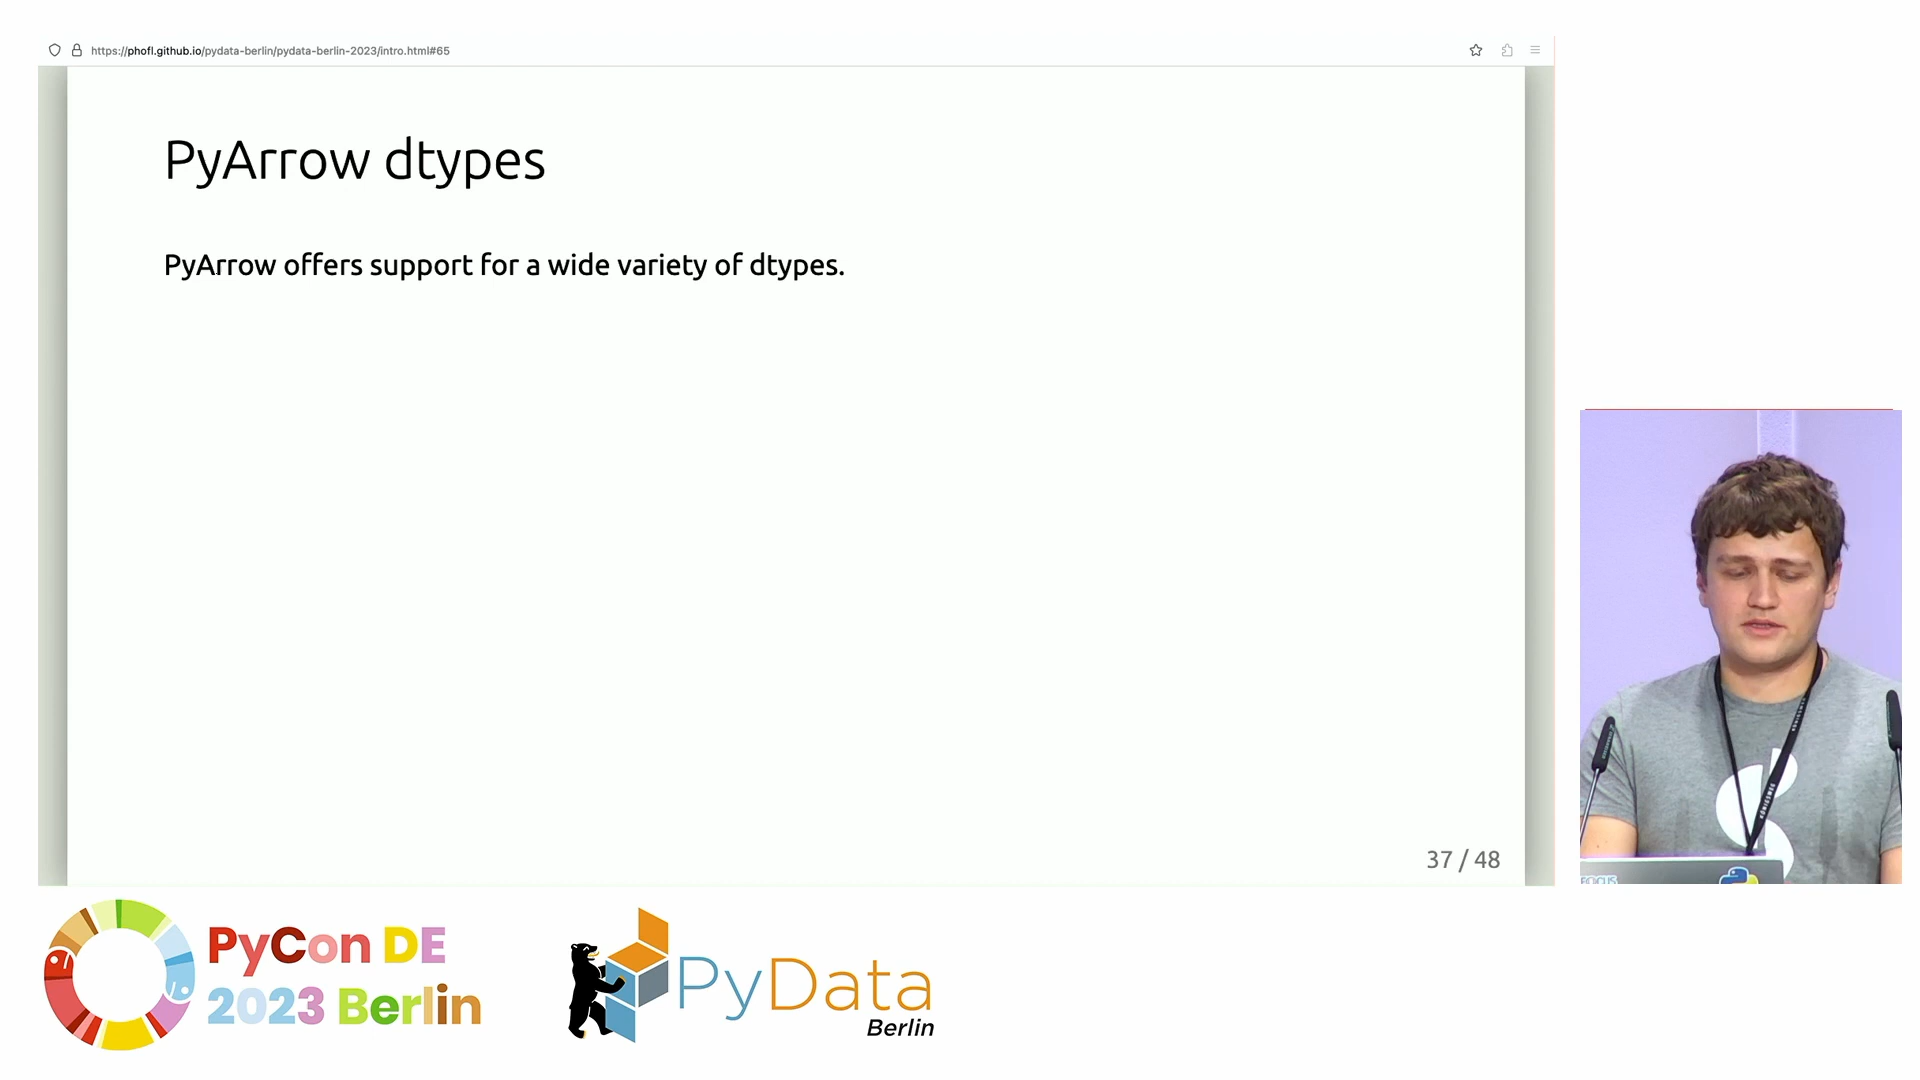 https://phofl.github.io/pydata-berlin/pydata-berlin-2023/intro.html#65
PyArrow dtypes
PyArrow offers support for a wide variety of dtypes.
37 / 48
FOCUS
PyCon DE
2023 Berlin
PyData
Berlin